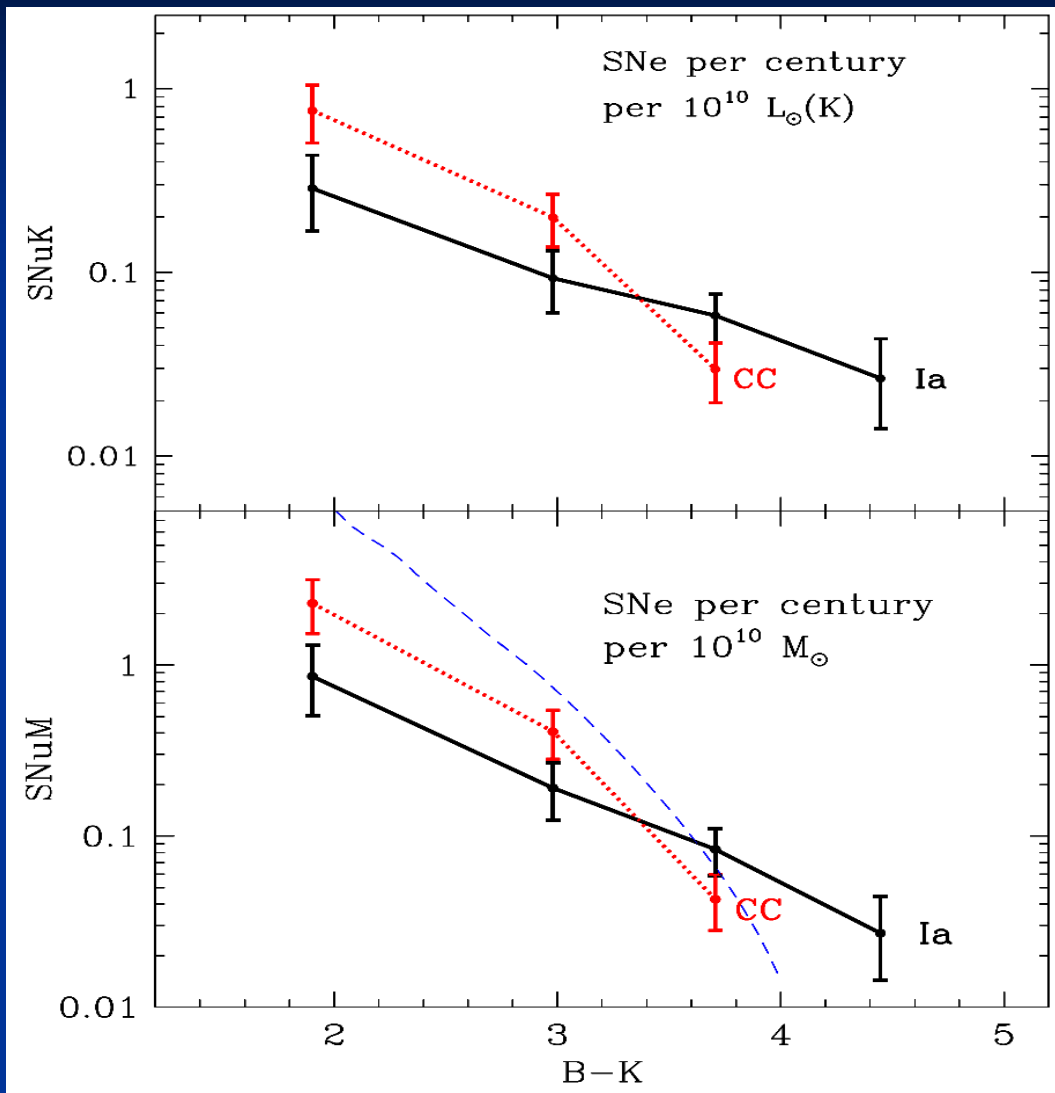 SNe per century
per 10¹⁰ L☉(K)
1
0.1
0.01
SNuK
CC
Ia
SNe per century
per 10¹⁰ M☉
1
0.1
0.01
SNuM
CC
Ia
2 3 4 5
B−K